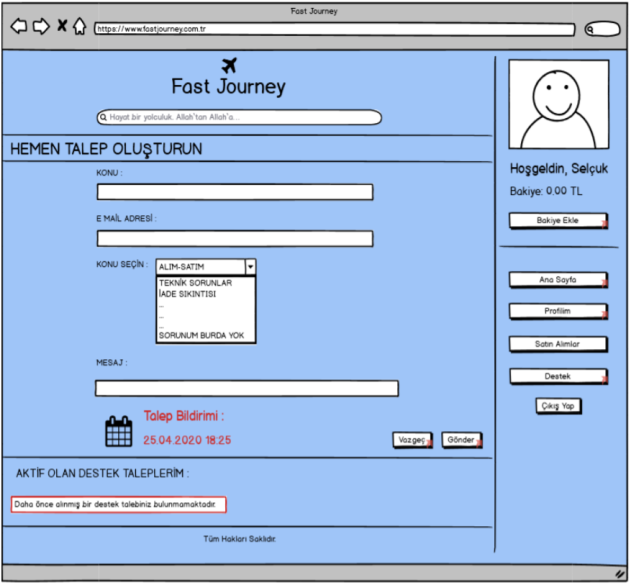 Fast Journey
https://www.fastjourney.com.tr
Fast Journey
Hayat bir yolculuk. Allah'tan Allah'a...
HEMEN TALEP OLUŞTURUN
KONU :
E MAİL ADRESİ :
KONU SEÇİN :
ALIM-SATIM
TEKNİK SORUNLAR
İADE SIKINTISI
...
...
...
SORUNUM BURDA YOK
MESAJ :
Talep Bildirimi :
25.04.2020 18:25
Vazgeç
Gönder
AKTİF OLAN DESTEK TALEPLERİM :
Daha önce alınmış bir destek talebiniz bulunmamaktadır.
Tüm Hakları Saklıdır.
Hoşgeldin, Selçuk
Bakiye: 0,00 TL
Bakiye Ekle
Ana Sayfa
Profilim
Satın Alımlar
Destek
Çıkış Yap